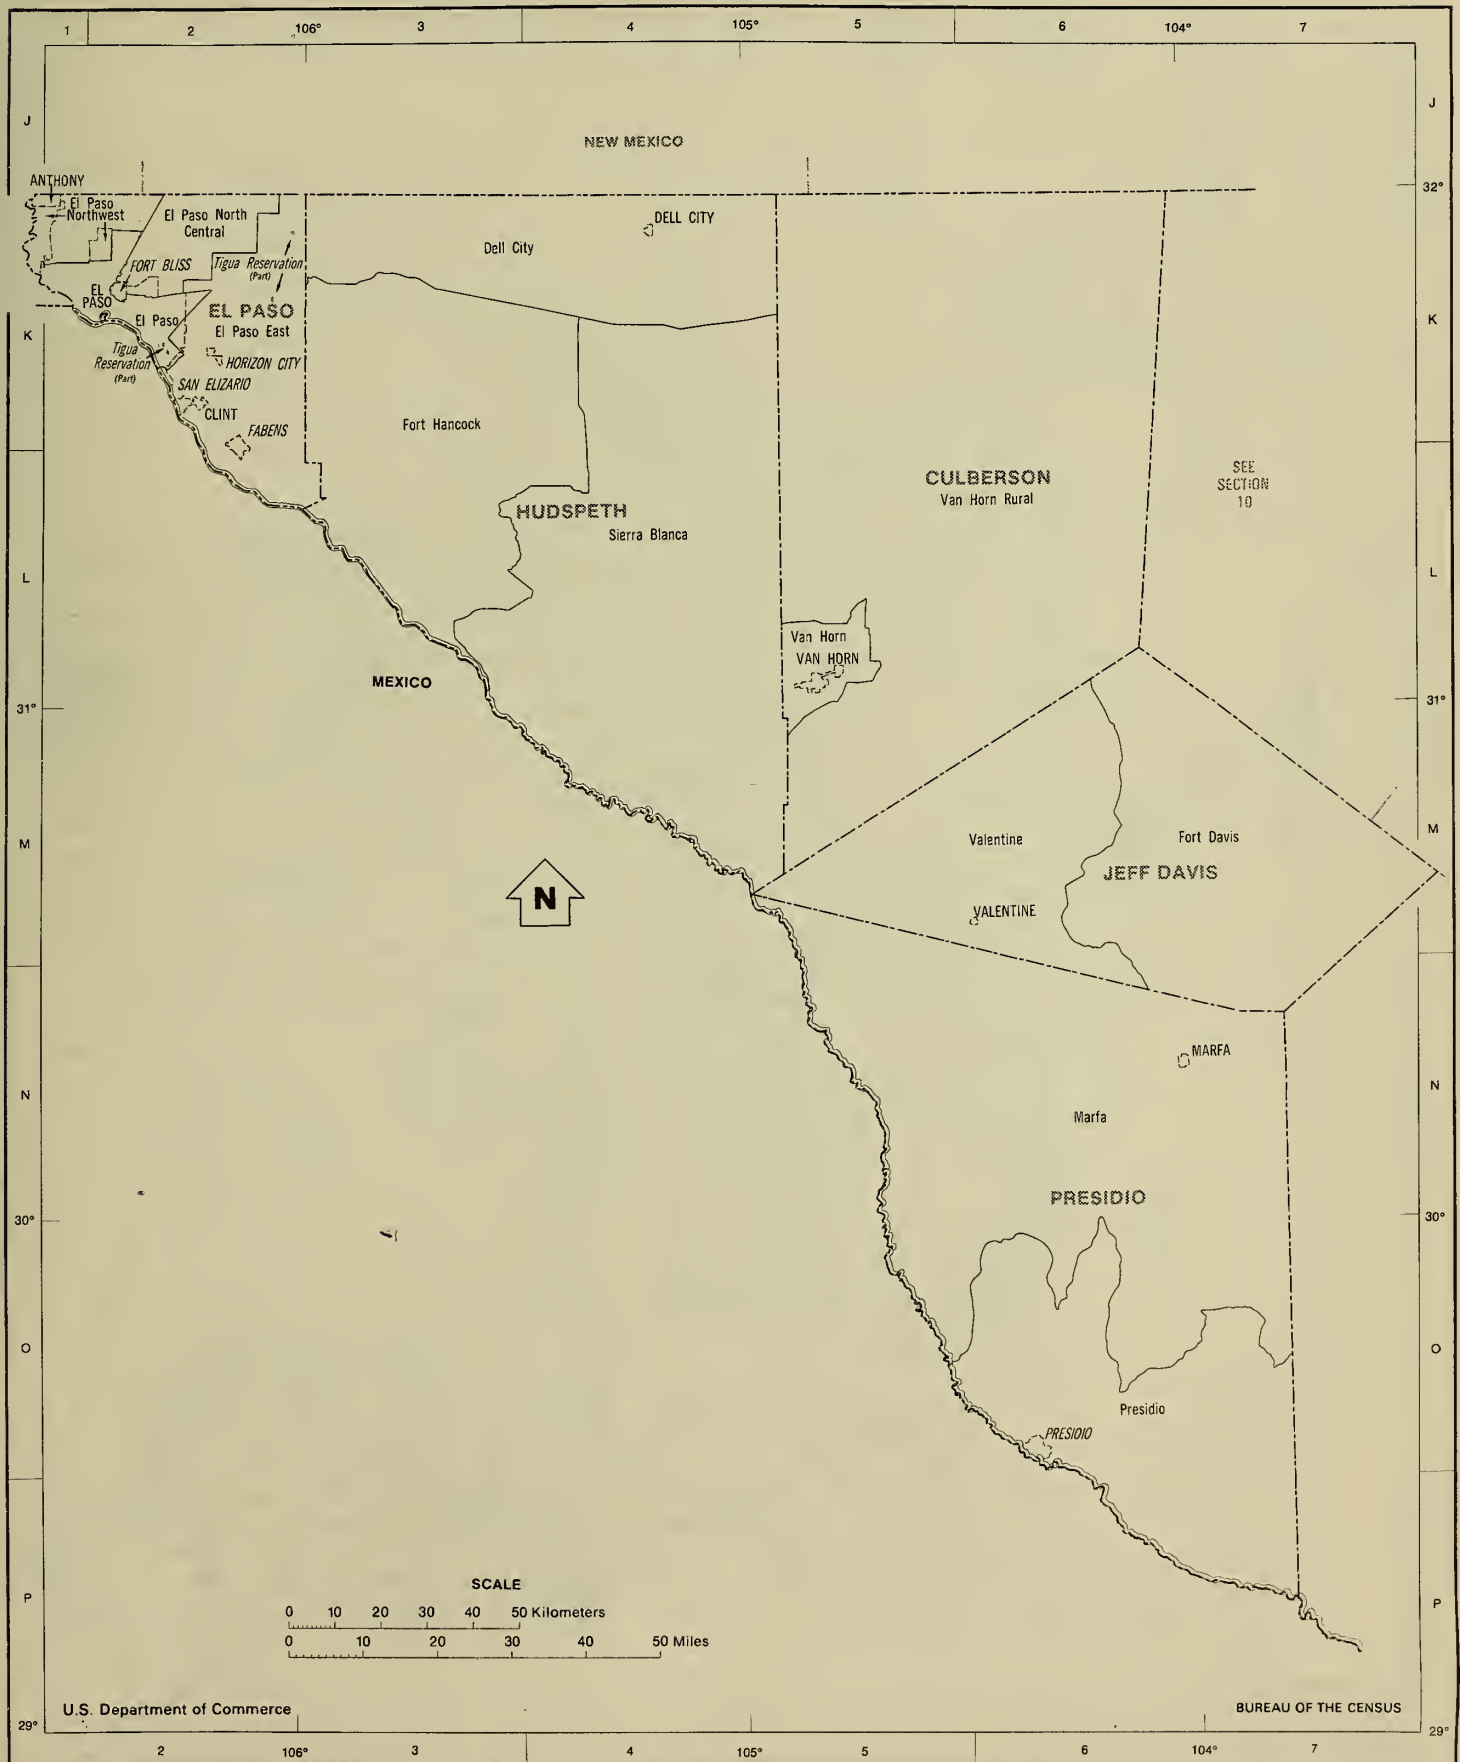 1 2 106° 3 4 105° 5 6 104° 7
J J
NEW MEXICO
32°
ANTHONY
El Paso
Northwest
El Paso North
Central
DELL CITY
Dell City
FORT BLISS
Tigua Reservation
(Part)
EL
PASO
EL PASO
El Paso
El Paso East
K K
Tigua
Reservation
(Part)
HORIZON CITY
SAN ELIZARIO
CLINT
FABENS
Fort Hancock
SEE
SECTION
10
CULBERSON
Van Horn Rural
HUDSPETH
Sierra Blanca
L L
Van Horn
VAN HORN
MEXICO
31° 31°
M M
Valentine
Fort Davis
JEFF DAVIS
N
VALENTINE
MARFA
N N
Marfa
PRESIDIO
30° 30°
O O
Presidio
PRESIDIO
P P
SCALE
0 10 20 30 40 50 Kilometers
0 10 20 30 40 50 Miles
U.S. Department of Commerce
BUREAU OF THE CENSUS
29° 29°
2 106° 3 4 105° 5 6 104° 7